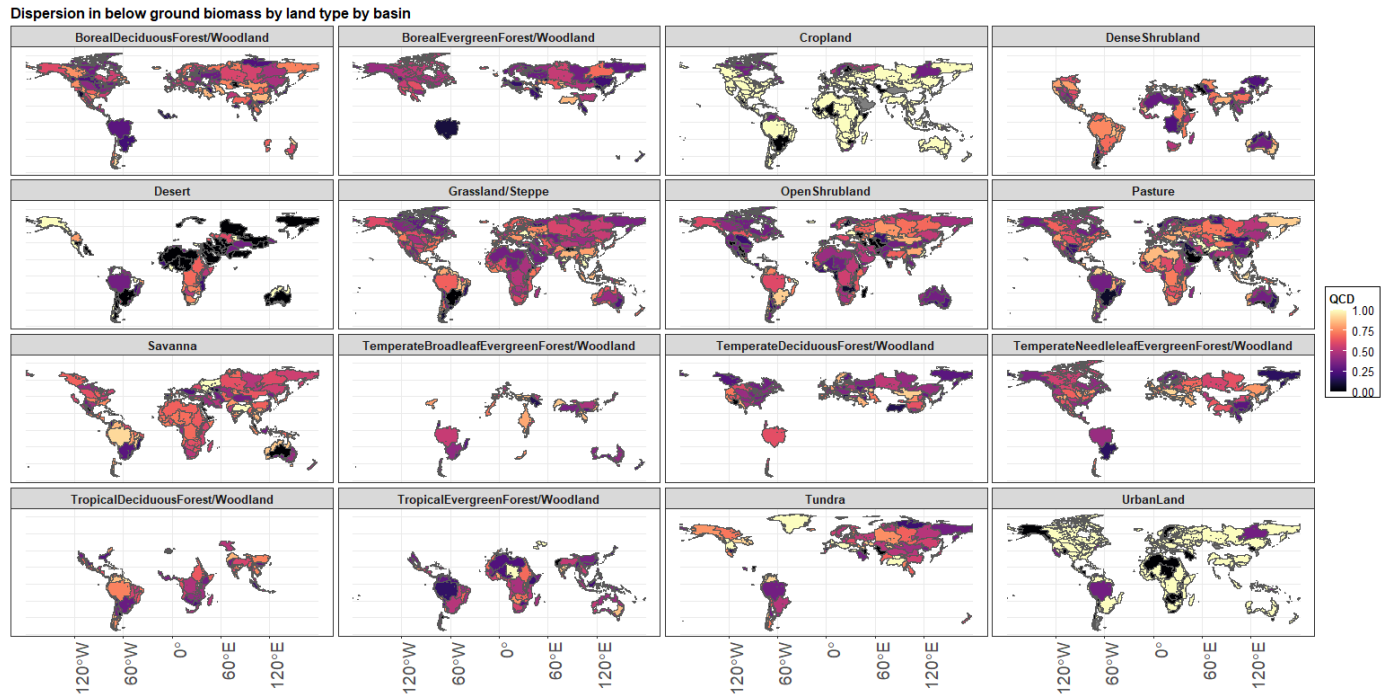 Dispersion in below ground biomass by land type by basin
BorealDeciduousForest/Woodland
BorealEvergreenForest/Woodland
Cropland
DenseShrubland
Desert
Grassland/Steppe
OpenShrubland
Pasture
Savanna
TemperateBroadleafEvergreenForest/Woodland
TemperateDeciduousForest/Woodland
TemperateNeedleleafEvergreenForest/Woodland
TropicalDeciduousForest/Woodland
TropicalEvergreenForest/Woodland
Tundra
UrbanLand
QCD
1.00
0.75
0.50
0.25
0.00
120°W
60°W
0°
60°E
120°E
120°W
60°W
0°
60°E
120°E
120°W
60°W
0°
60°E
120°E
120°W
60°W
0°
60°E
120°E